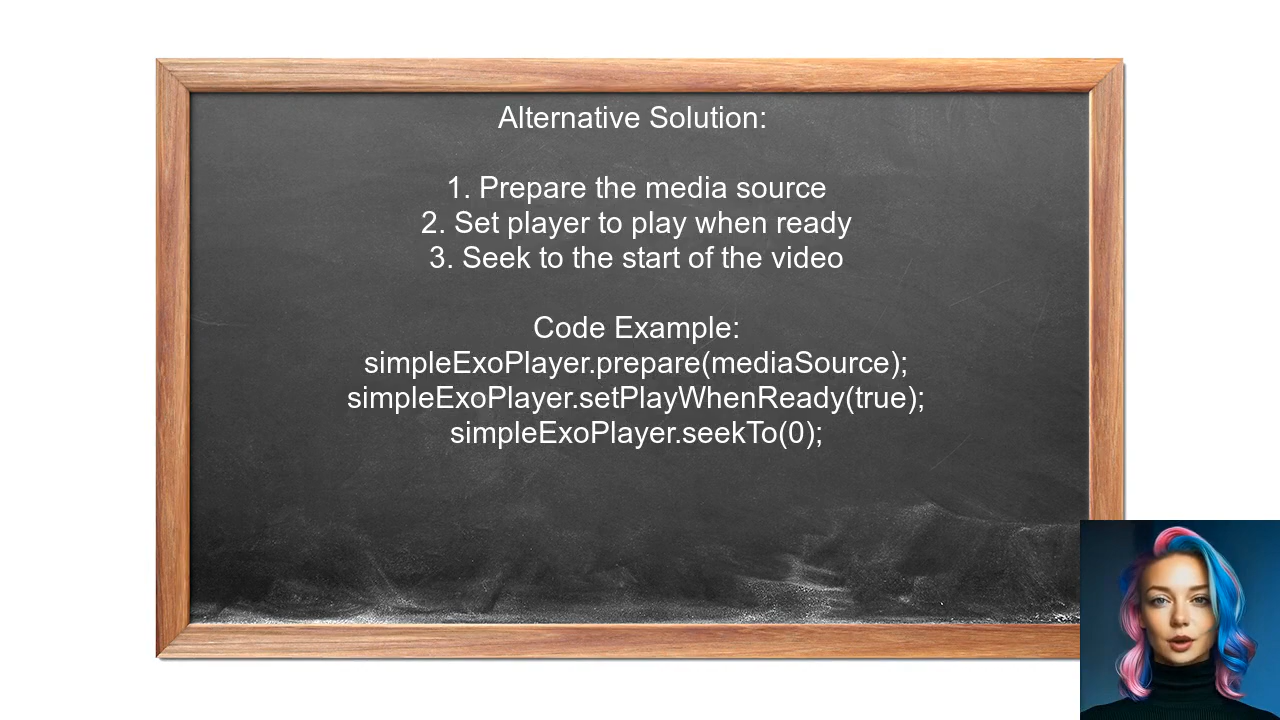 Alternative Solution:
1. Prepare the media source
2. Set player to play when ready
3. Seek to the start of the video
Code Example:
simpleExoPlayer.prepare(mediaSource);
simpleExoPlayer.setPlayWhenReady(true);
simpleExoPlayer.seekTo(0);